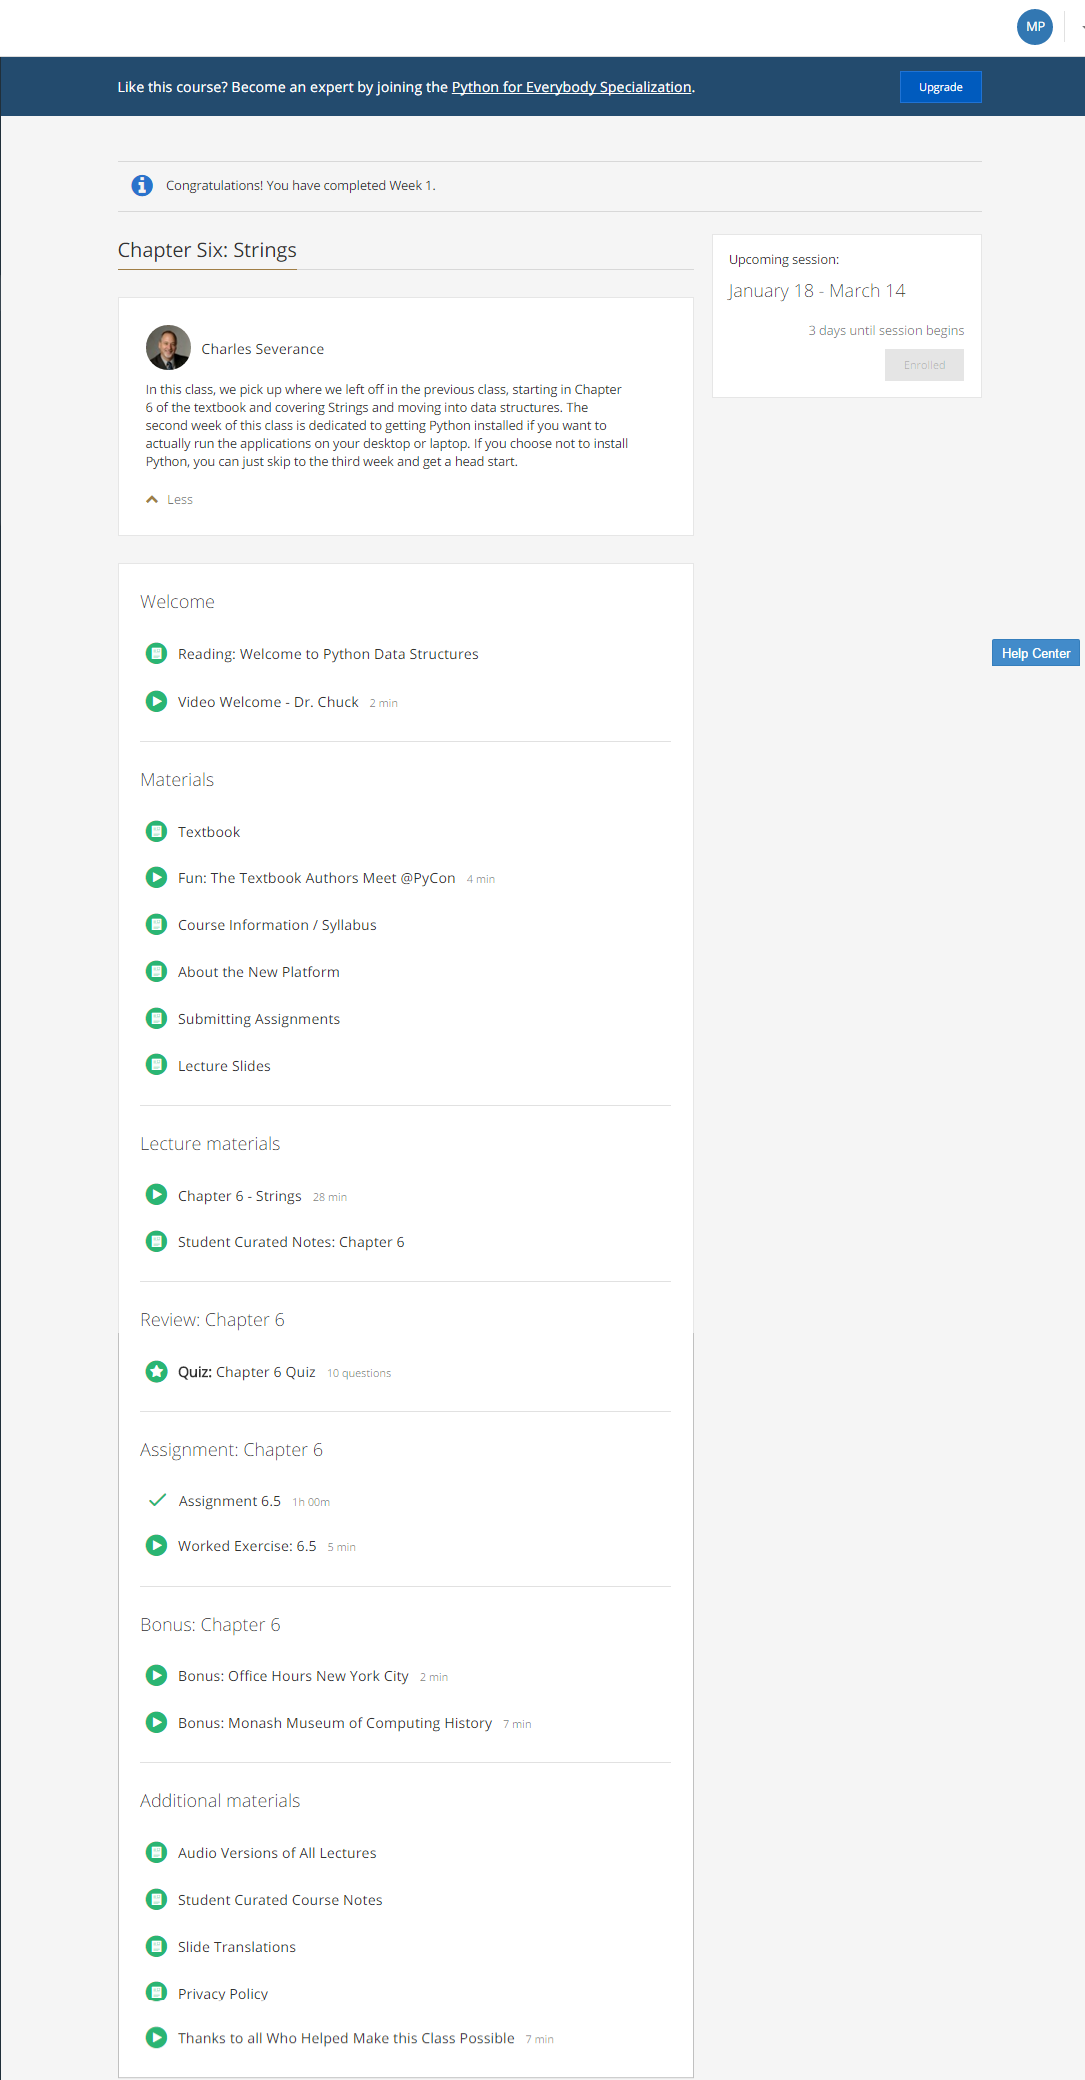 MP
Like this course? Become an expert by joining the Python for Everybody Specialization.
Upgrade
Congratulations! You have completed Week 1.
Chapter Six: Strings
Upcoming session:
January 18 - March 14
3 days until session begins
Enrolled
Charles Severance
In this class, we pick up where we left off in the previous class, starting in Chapter
6 of the textbook and covering Strings and moving into data structures. The
second week of this class is dedicated to getting Python installed if you want to
actually run the applications on your desktop or laptop. If you choose not to install
Python, you can just skip to the third week and get a head start.
Less
Welcome
Reading: Welcome to Python Data Structures
Help Center
Video Welcome - Dr. Chuck 2 min
Materials
Textbook
Fun: The Textbook Authors Meet @PyCon 4 min
Course Information / Syllabus
About the New Platform
Submitting Assignments
Lecture Slides
Lecture materials
Chapter 6 - Strings 28 min
Student Curated Notes: Chapter 6
Review: Chapter 6
Quiz: Chapter 6 Quiz 10 questions
Assignment: Chapter 6
Assignment 6.5 1h 00m
Worked Exercise: 6.5 5 min
Bonus: Chapter 6
Bonus: Office Hours New York City 2 min
Bonus: Monash Museum of Computing History 7 min
Additional materials
Audio Versions of All Lectures
Student Curated Course Notes
Slide Translations
Privacy Policy
Thanks to all Who Helped Make this Class Possible 7 min